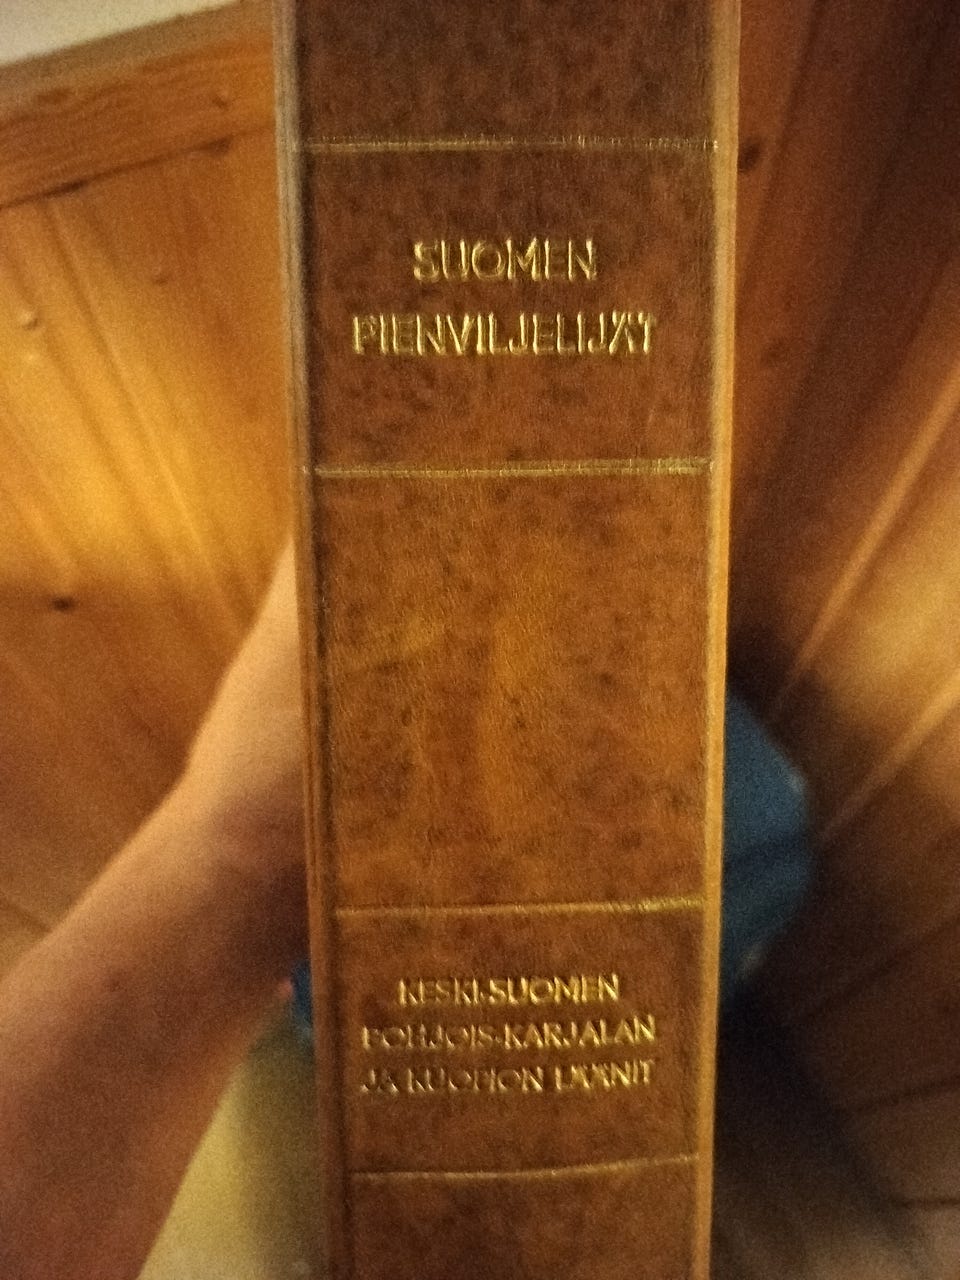 SUOMEN
PIENVILJELIJÄT
KESKI-SUOMEN
POHJOIS-KARJALAN
JA KUOPION LÄÄNIT